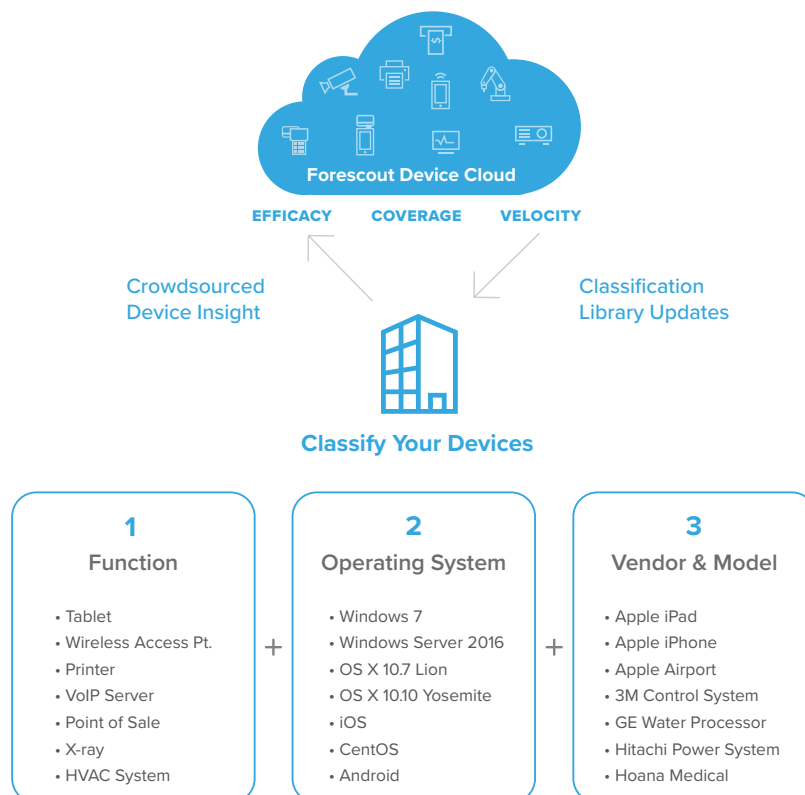 $
Forescout Device Cloud
EFFICACY COVERAGE VELOCITY
Crowdsourced
Device Insight
Classification
Library Updates
Classify Your Devices
1
Function
• Tablet
• Wireless Access Pt.
• Printer
• VoIP Server
• Point of Sale
• X-ray
• HVAC System
+
2
Operating System
• Windows 7
• Windows Server 2016
• OS X 10.7 Lion
• OS X 10.10 Yosemite
• iOS
• CentOS
• Android
+
3
Vendor & Model
• Apple iPad
• Apple iPhone
• Apple Airport
• 3M Control System
• GE Water Processor
• Hitachi Power System
• Hoana Medical